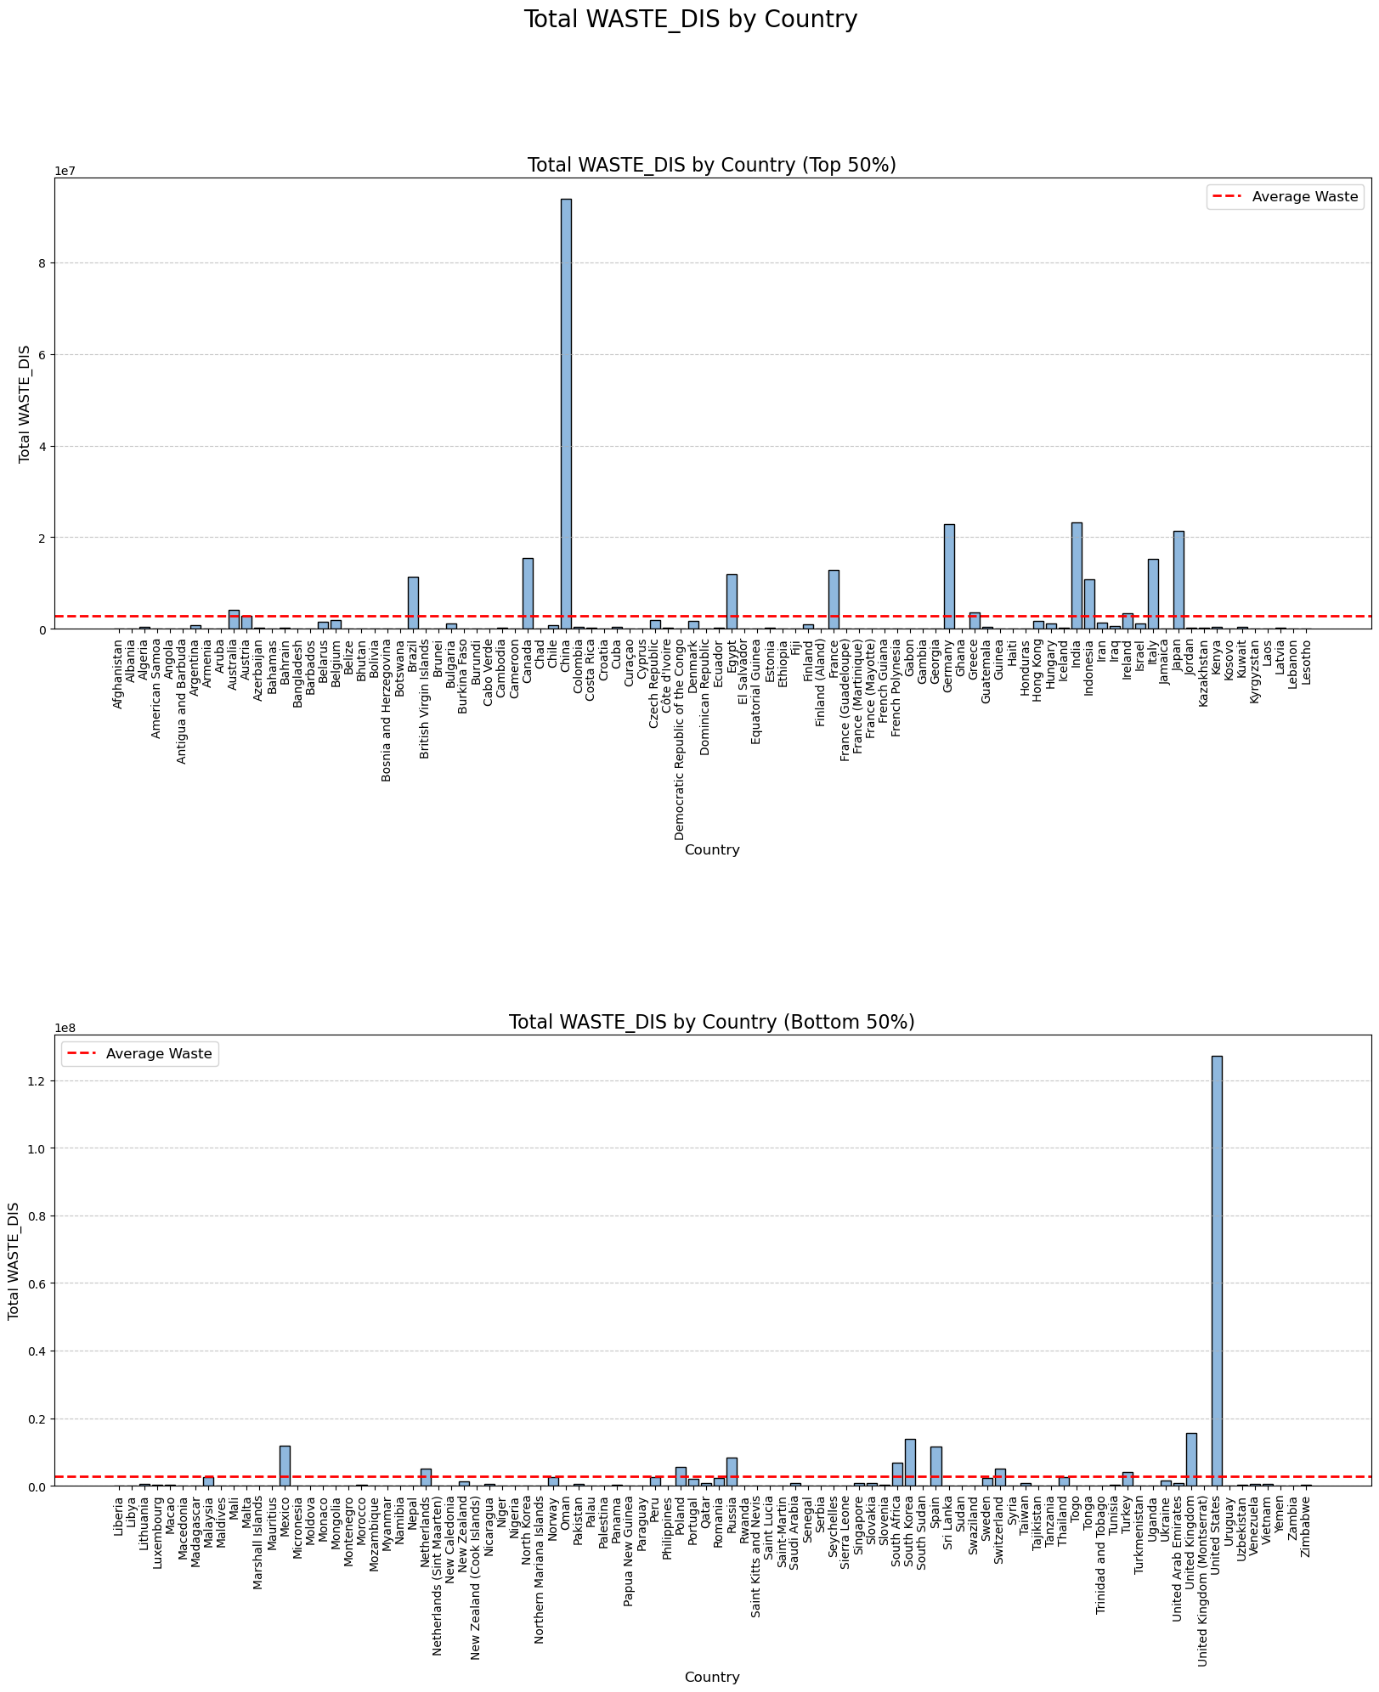 Total WASTE_DIS by Country
Total WASTE_DIS by Country (Top 50%)
1e7
Average Waste
Total WASTE_DIS
8
6
4
2
0
Afghanistan
Albania
Algeria
American Samoa
Angola
Antigua and Barbuda
Argentina
Armenia
Aruba
Australia
Austria
Azerbaijan
Bahamas
Bahrain
Bangladesh
Barbados
Belarus
Belgium
Belize
Bhutan
Bolivia
Bosnia and Herzegovina
Botswana
Brazil
British Virgin Islands
Brunei
Bulgaria
Burkina Faso
Burundi
Cabo Verde
Cambodia
Cameroon
Canada
Chad
Chile
China
Colombia
Costa Rica
Croatia
Cuba
Curaçao
Cyprus
Czech Republic
Côte d'Ivoire
Democratic Republic of the Congo
Denmark
Dominican Republic
Ecuador
Egypt
El Salvador
Equatorial Guinea
Estonia
Ethiopia
Fiji
Finland
Finland (Aland)
France
France (Guadeloupe)
France (Martinique)
France (Mayotte)
French Guiana
French Polynesia
Gabon
Gambia
Georgia
Germany
Ghana
Greece
Guatemala
Guinea
Haiti
Honduras
Hong Kong
Hungary
Iceland
India
Indonesia
Iran
Iraq
Ireland
Israel
Italy
Jamaica
Japan
Jordan
Kazakhstan
Kenya
Kosovo
Kuwait
Kyrgyzstan
Laos
Latvia
Lebanon
Lesotho
Country
Total WASTE_DIS by Country (Bottom 50%)
1e8
Average Waste
Total WASTE_DIS
1.2
1.0
0.8
0.6
0.4
0.2
0.0
Liberia
Libya
Lithuania
Luxembourg
Macao
Macedonia
Madagascar
Malaysia
Maldives
Mali
Malta
Marshall Islands
Mauritius
Mexico
Micronesia
Moldova
Monaco
Mongolia
Montenegro
Morocco
Mozambique
Myanmar
Namibia
Nepal
Netherlands
Netherlands (Sint Maarten)
New Caledonia
New Zealand
New Zealand (Cook Islands)
Nicaragua
Niger
Nigeria
North Korea
Northern Mariana Islands
Norway
Oman
Pakistan
Palau
Palestina
Panama
Papua New Guinea
Paraguay
Peru
Philippines
Poland
Portugal
Qatar
Romania
Russia
Rwanda
Saint Kitts and Nevis
Saint Lucia
Saint-Martin
Saudi Arabia
Senegal
Serbia
Seychelles
Sierra Leone
Singapore
Slovakia
Slovenia
South Africa
South Korea
South Sudan
Spain
Sri Lanka
Sudan
Swaziland
Sweden
Switzerland
Syria
Taiwan
Tajikistan
Tanzania
Thailand
Togo
Tonga
Trinidad and Tobago
Tunisia
Turkey
Turkmenistan
Uganda
Ukraine
United Arab Emirates
United Kingdom
United Kingdom (Montserrat)
United States
Uruguay
Uzbekistan
Venezuela
Vietnam
Yemen
Zambia
Zimbabwe
Country